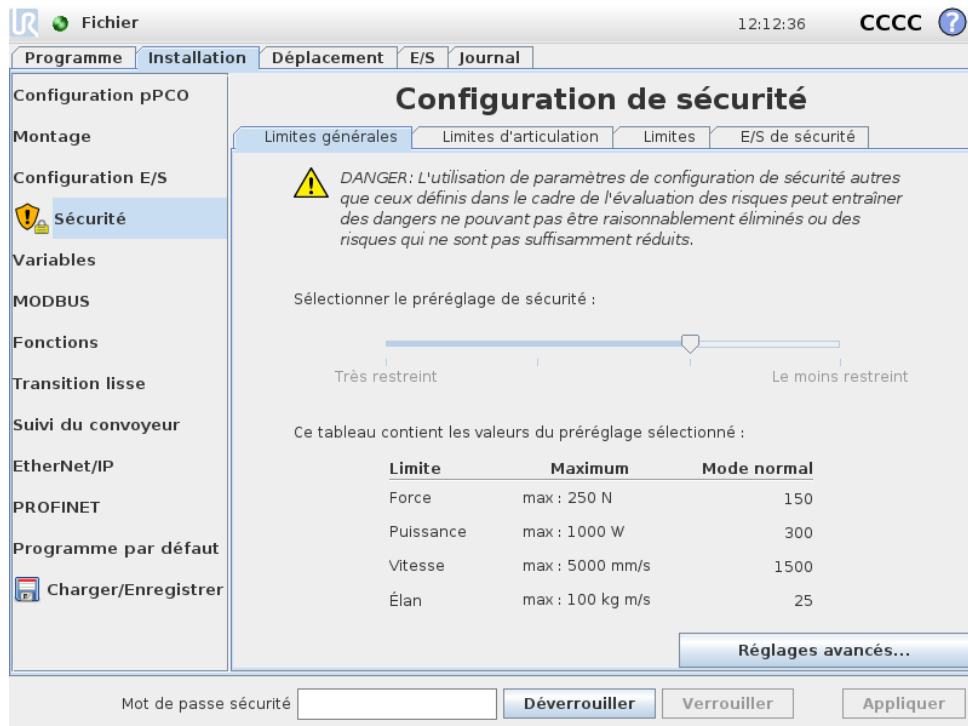 UR Fichier 12:12:36 CCCC ?
Programme Installation Déplacement E/S Journal
Configuration pPCO
Montage
Configuration E/S
Sécurité
Variables
MODBUS
Fonctions
Transition lisse
Suivi du convoyeur
EtherNet/IP
PROFINET
Programme par défaut
Charger/Enregistrer
Configuration de sécurité
Limites générales Limites d'articulation Limites E/S de sécurité
DANGER: L'utilisation de paramètres de configuration de sécurité autres
que ceux définis dans le cadre de l'évaluation des risques peut entraîner
des dangers ne pouvant pas être raisonnablement éliminés ou des
risques qui ne sont pas suffisamment réduits.
Sélectionner le préréglage de sécurité :
Très restreint Le moins restreint
Ce tableau contient les valeurs du préréglage sélectionné :
Limite Maximum Mode normal
Force max : 250 N 150
Puissance max : 1000 W 300
Vitesse max : 5000 mm/s 1500
Élan max : 100 kg m/s 25
Réglages avancés...
Mot de passe sécurité Déverrouiller Verrouiller Appliquer